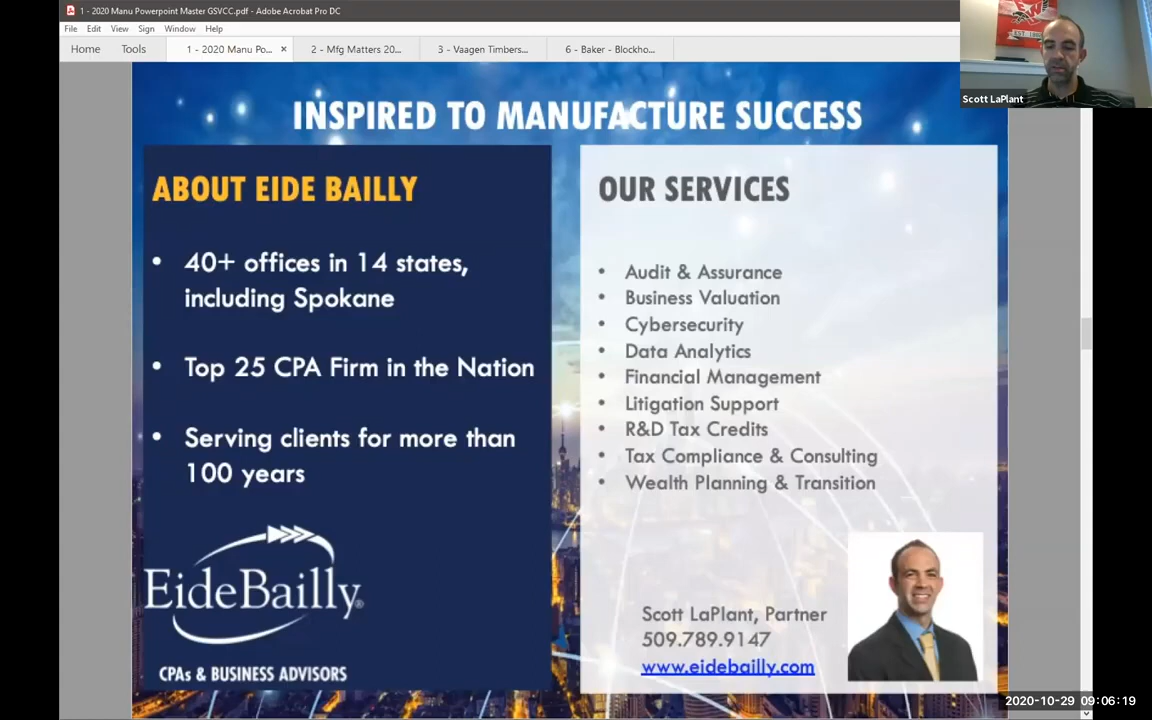 1 - 2020 Manu Powerpoint Master GSVCC.pdf - Adobe Acrobat Pro DC
File Edit View Sign Window Help
Home Tools 1 - 2020 Manu Po... × 2 - Mfg Matters 20... 3 - Vaagen Timbers... 6 - Baker - Blockho...
Scott LaPlant
INSPIRED TO MANUFACTURE SUCCESS
ABOUT EIDE BAILLY
• 40+ offices in 14 states,
including Spokane
• Top 25 CPA Firm in the Nation
• Serving clients for more than
100 years
EideBailly®
CPAs & BUSINESS ADVISORS
OUR SERVICES
• Audit & Assurance
• Business Valuation
• Cybersecurity
• Data Analytics
• Financial Management
• Litigation Support
• R&D Tax Credits
• Tax Compliance & Consulting
• Wealth Planning & Transition
Scott LaPlant, Partner
509.789.9147
www.eidebailly.com
2020-10-29 09:06:19